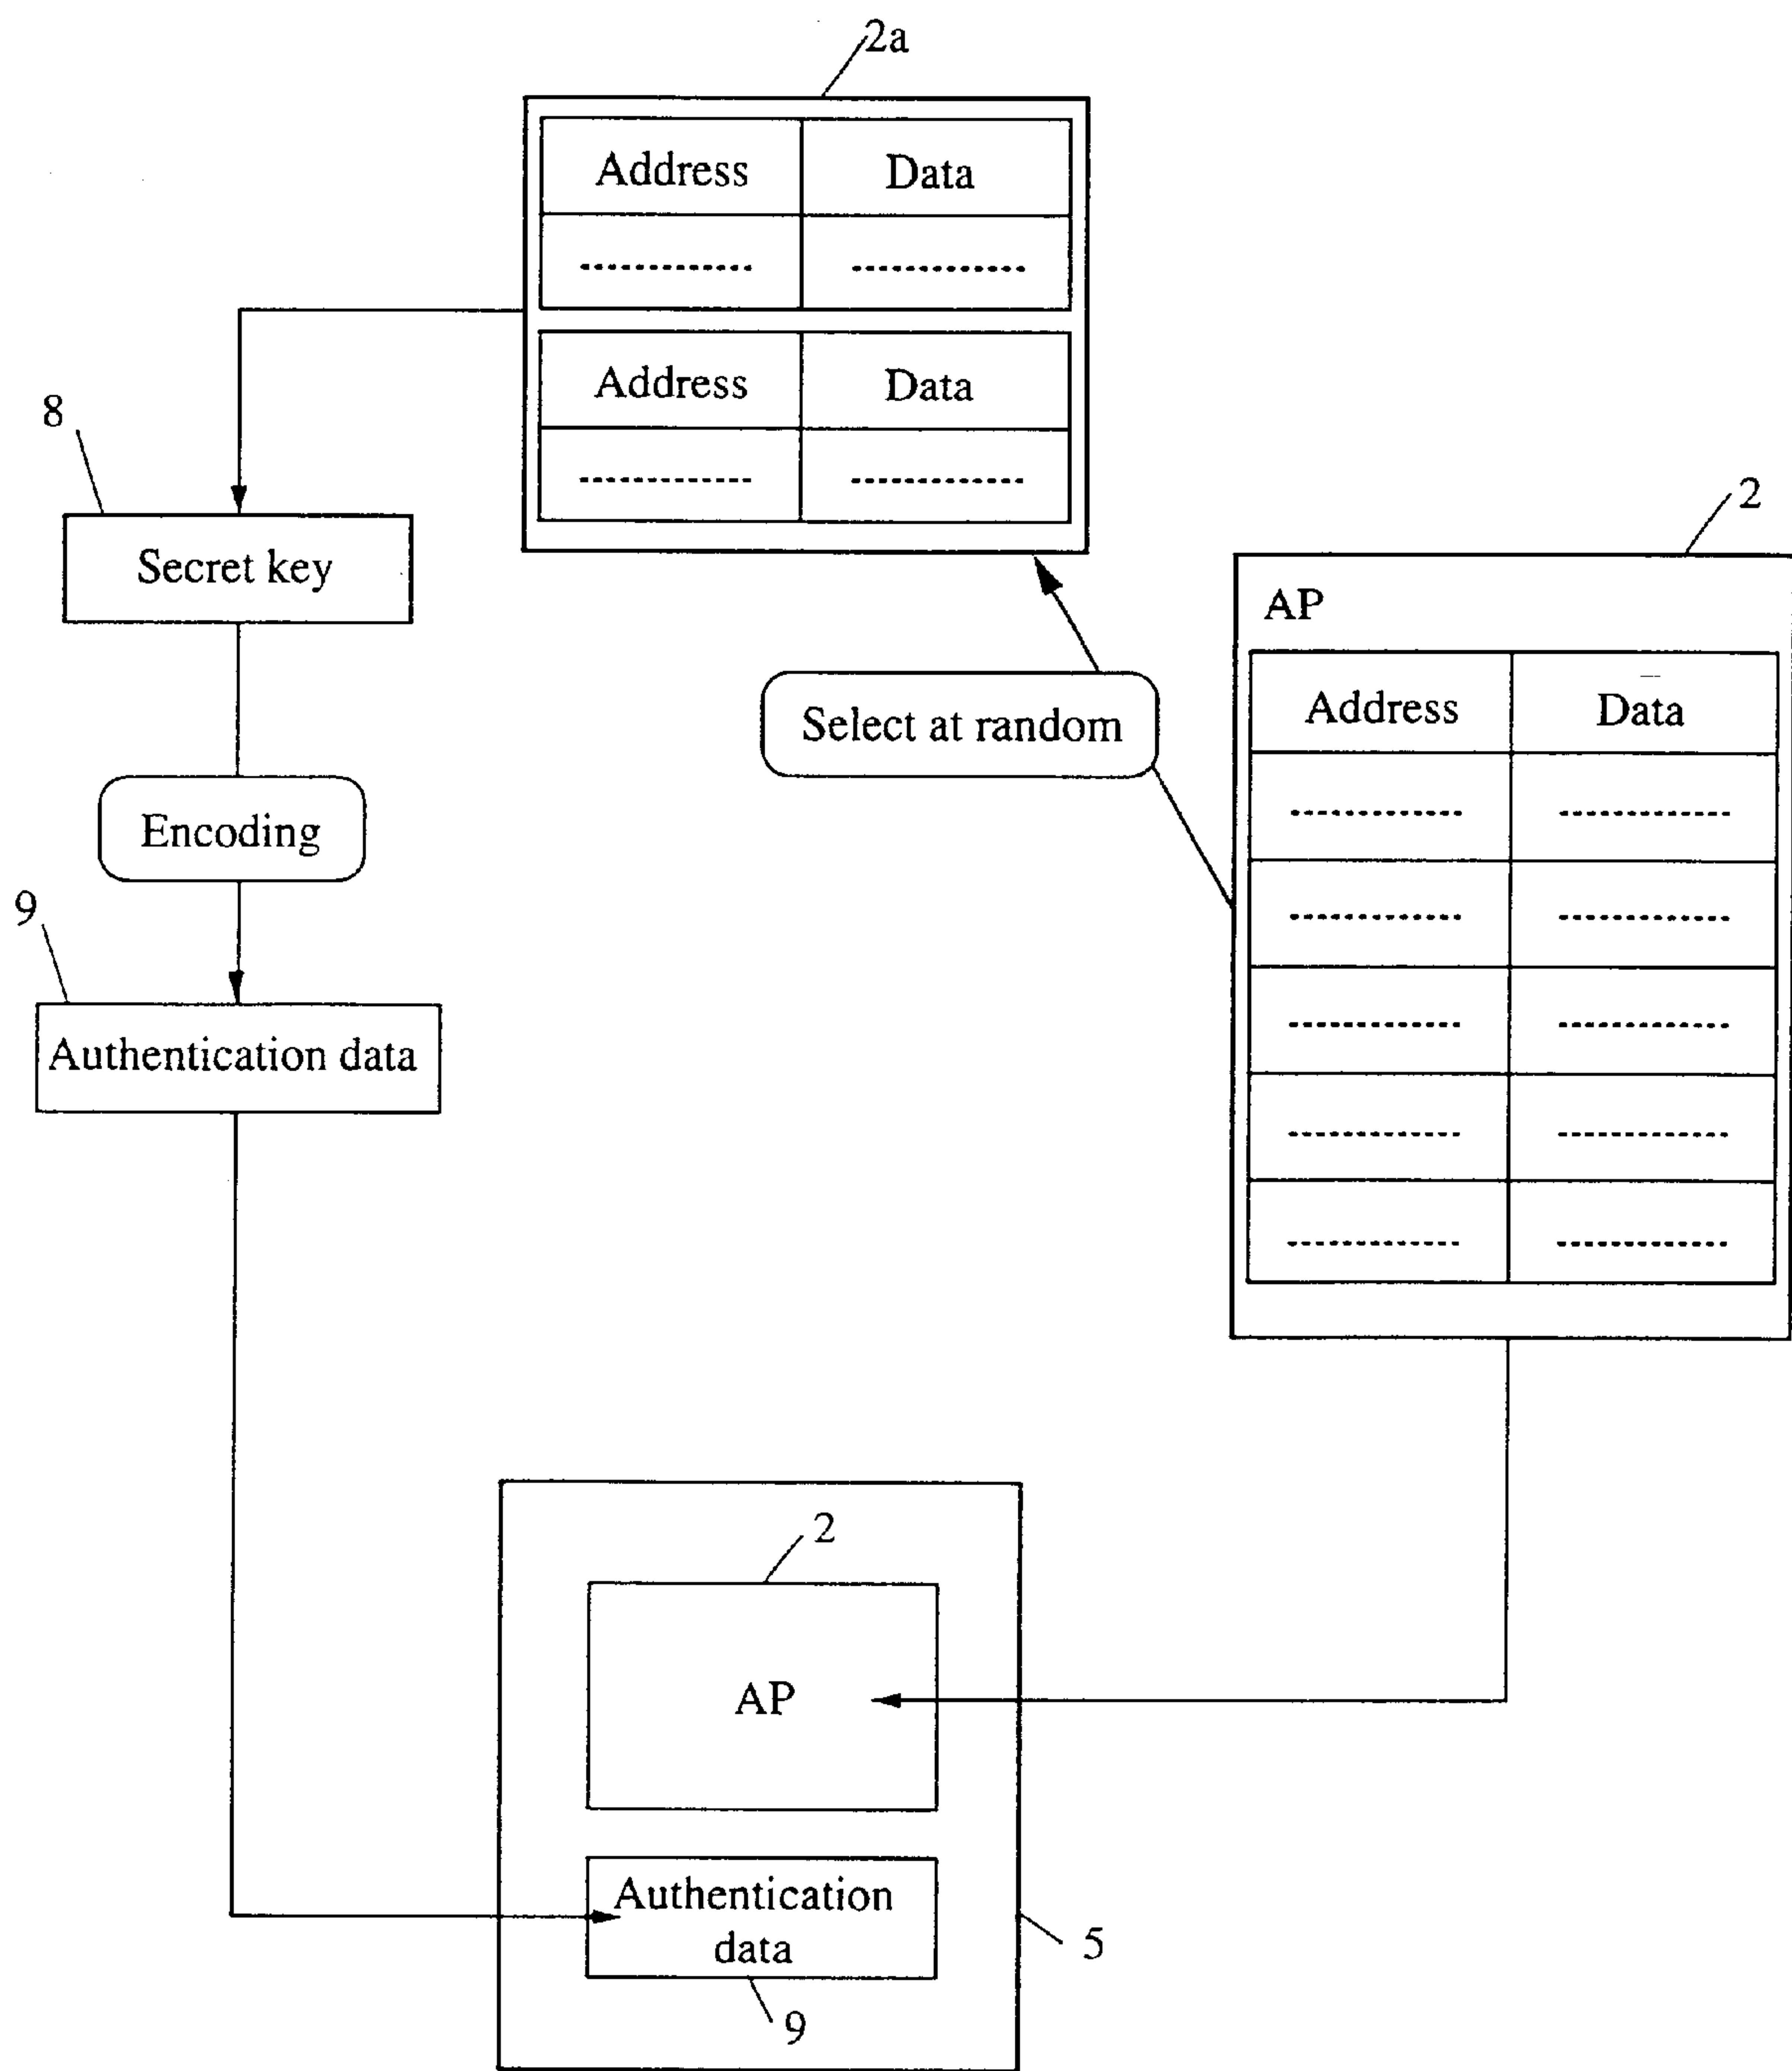 2a
Address Data
Address Data
8
Secret key
2
AP
Address Data
Select at random
Encoding
9
Authentication data
2
AP
Authentication
data
5
9